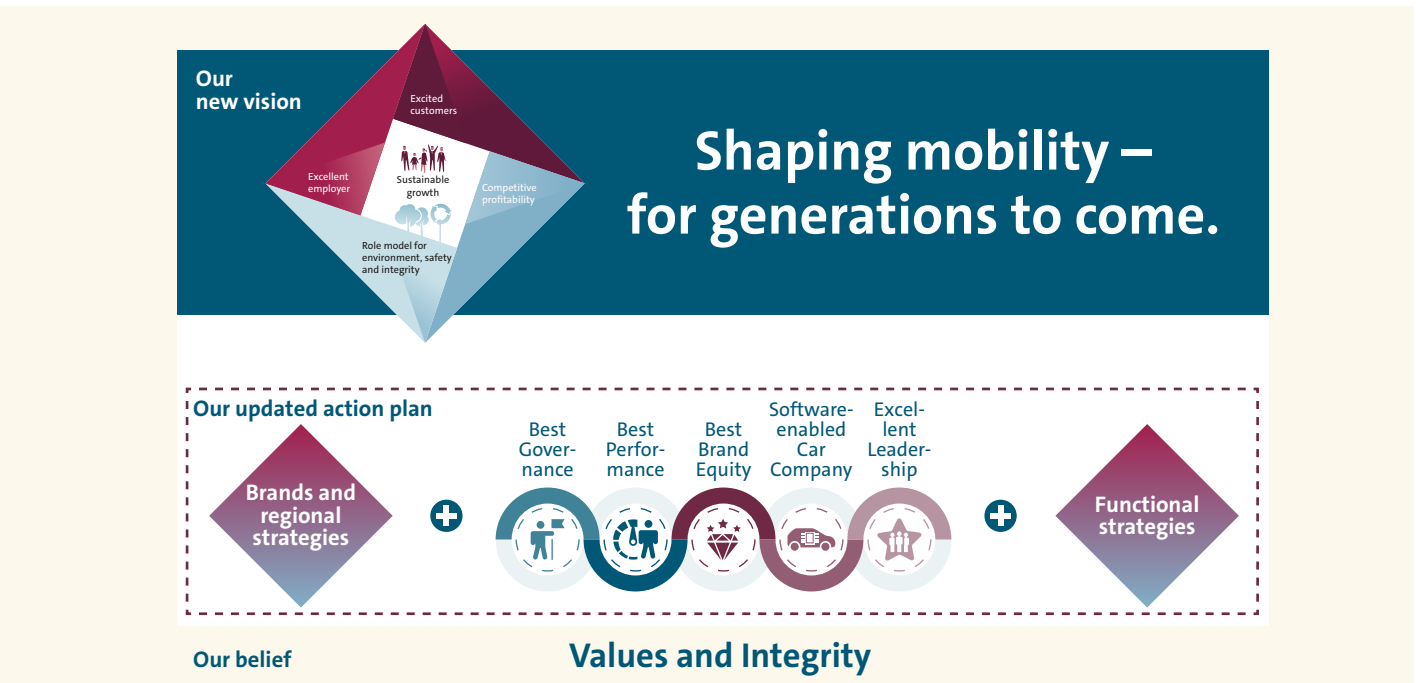 Our
new vision
Excited
customers
Excellent
employer
Sustainable
growth
Competitive
profitability
Role model for
environment, safety
and integrity
Shaping mobility –
for generations to come.
Our updated action plan
Brands and
regional
strategies
Best
Gover-
nance
Best
Perfor-
mance
Best
Brand
Equity
Software-
enabled
Car
Company
Excel-
lent
Leader-
ship
Functional
strategies
Our belief
Values and Integrity